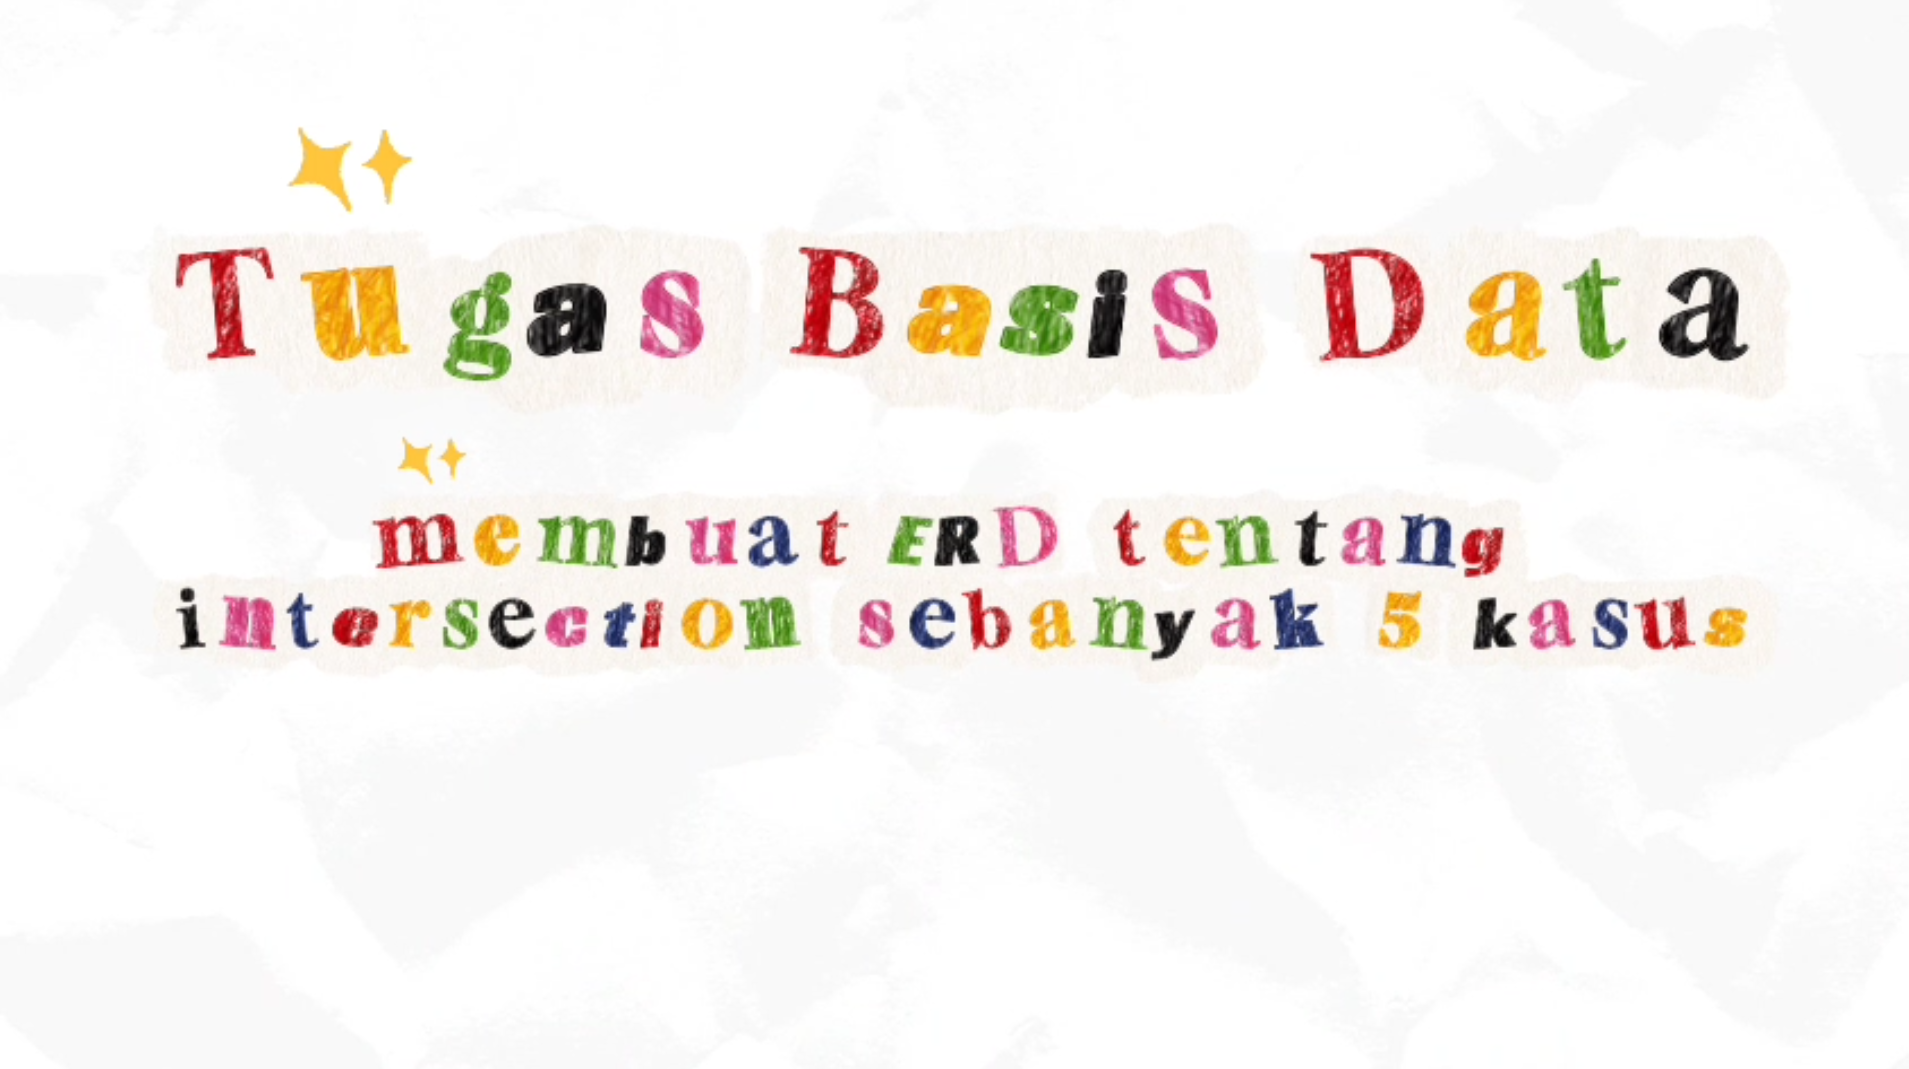 Tugas Basis Data
membuat ERD tentang
intersection sebanyak 5 kasus